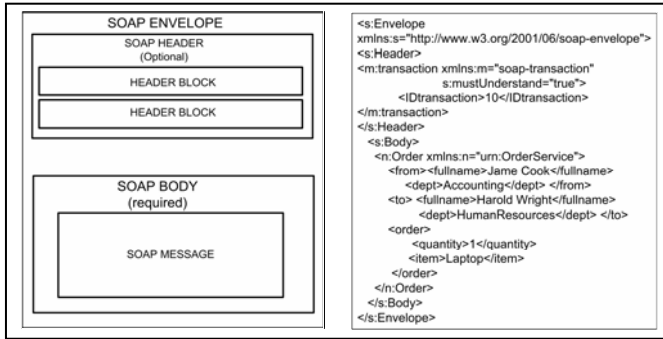 SOAP ENVELOPE
SOAP HEADER
(Optional)
HEADER BLOCK
HEADER BLOCK
SOAP BODY
(required)
SOAP MESSAGE
<s:Envelope
xmlns:s="http://www.w3.org/2001/06/soap-envelope">
<s:Header>
<m:transaction xmlns:m="soap-transaction"
s:mustUnderstand="true">
<IDtransaction>10</IDtransaction>
</m:transaction>
</s:Header>
<s:Body>
<n:Order xmlns:n="urn:OrderService">
<from><fullname>Jame Cook</fullname>
<dept>Accounting</dept> </from>
<to> <fullname>Harold Wright</fullname>
<dept>HumanResources</dept> </to>
<order>
<quantity>1</quantity>
<item>Laptop</item>
</order>
</n:Order>
</s:Body>
</s:Envelope>